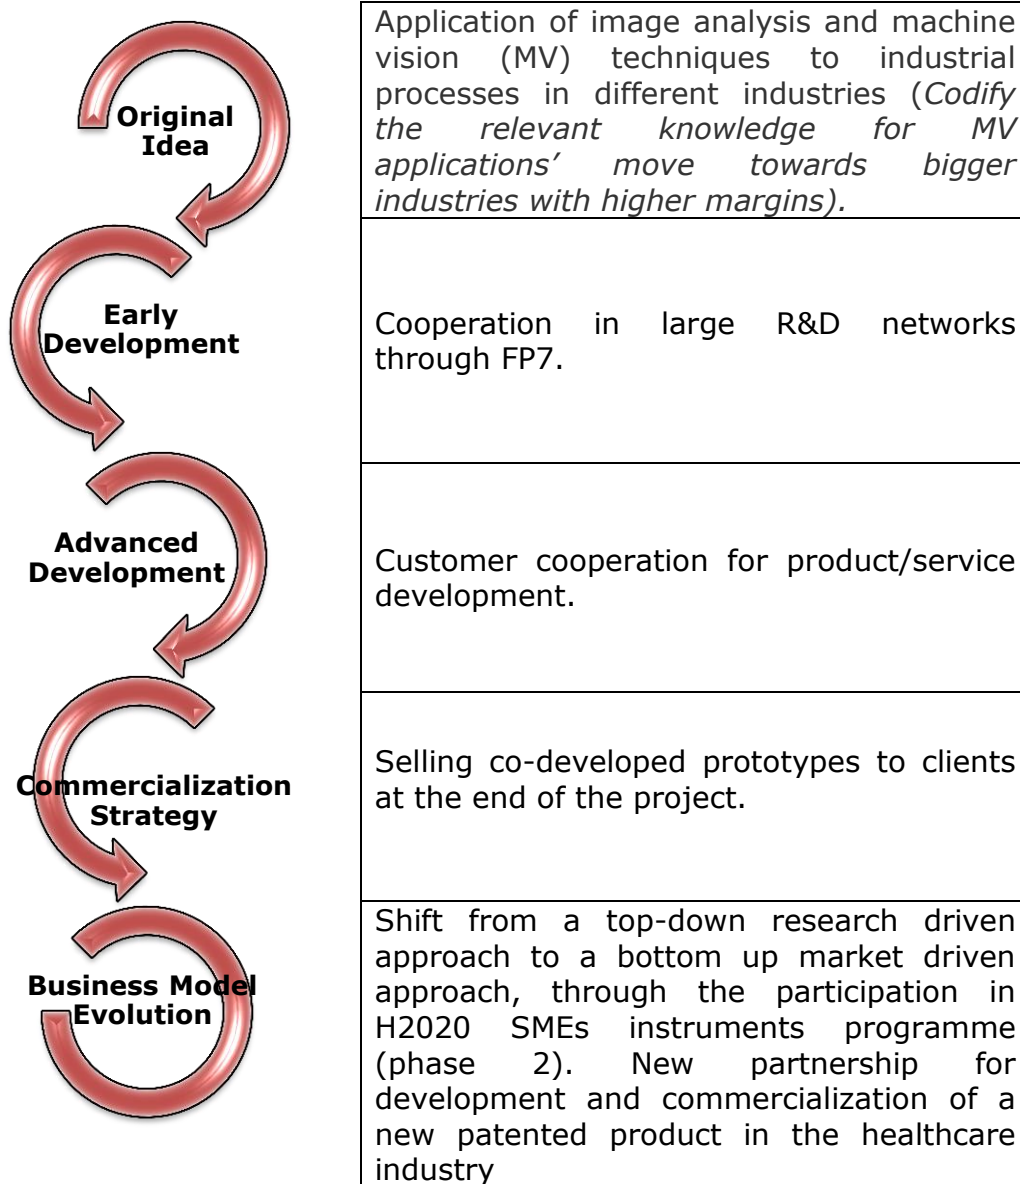 Original
Idea
Application of image analysis and machine
vision (MV) techniques to industrial
processes in different industries (Codify
the relevant knowledge for MV
applications’ move towards bigger
industries with higher margins).
Early
Development
Cooperation in large R&D networks
through FP7.
Advanced
Development
Customer cooperation for product/service
development.
Commercialization
Strategy
Selling co-developed prototypes to clients
at the end of the project.
Business Model
Evolution
Shift from a top-down research driven
approach to a bottom up market driven
approach, through the participation in
H2020 SMEs instruments programme
(phase 2). New partnership for
development and commercialization of a
new patented product in the healthcare
industry